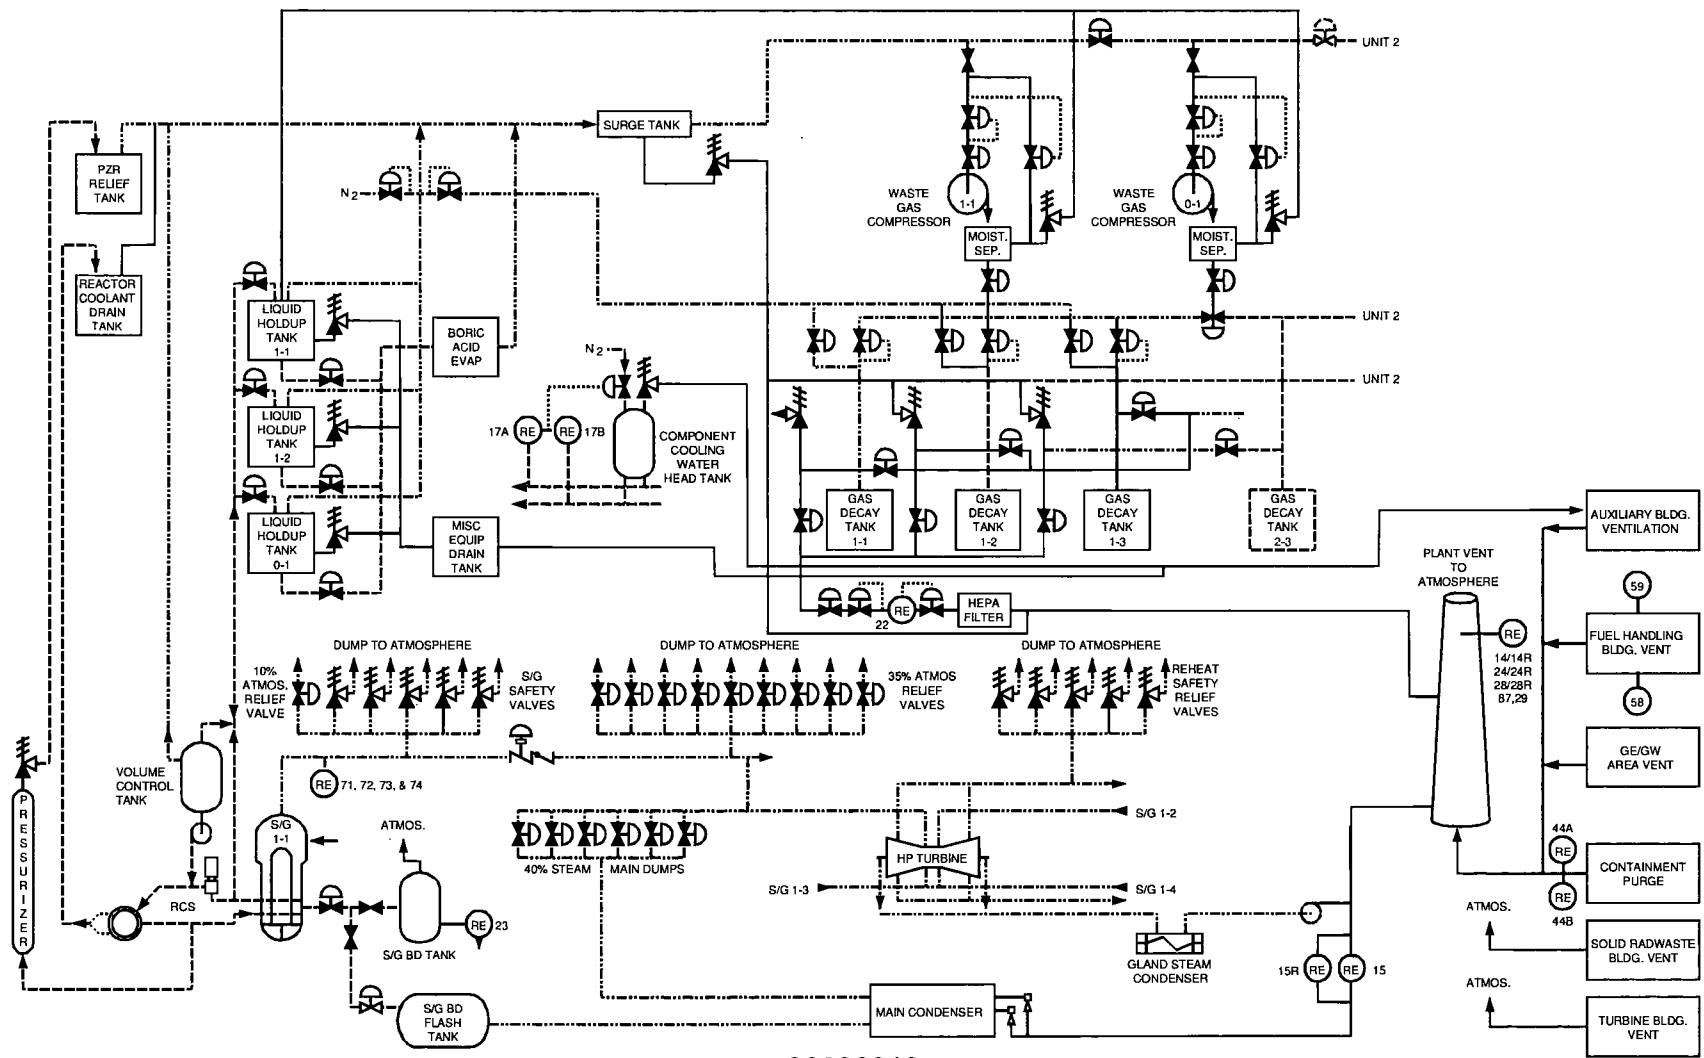 UNIT 2
SURGE TANK
PZR
RELIEF
TANK
N2
WASTE
GAS
COMPRESSOR
1-1
WASTE
GAS
COMPRESSOR
0-1
MOIST.
SEP.
MOIST.
SEP.
REACTOR
COOLANT
DRAIN
TANK
LIQUID
HOLDUP
TANK
1-1
BORIC
ACID
EVAP
UNIT 2
N2
UNIT 2
LIQUID
HOLDUP
TANK
1-2
17A
RE
RE
17B
COMPONENT
COOLING
WATER
HEAD TANK
LIQUID
HOLDUP
TANK
0-1
MISC
EQUIP
DRAIN
TANK
GAS
DECAY
TANK
1-1
GAS
DECAY
TANK
1-2
GAS
DECAY
TANK
1-3
GAS
DECAY
TANK
2-3
AUXILIARY BLDG.
VENTILATION
PLANT VENT
TO
ATMOSPHERE
RE
22
HEPA
FILTER
59
FUEL HANDLING
BLDG. VENT
58
RE
14/14R
24/24R
28/28R
87,29
DUMP TO ATMOSPHERE
10%
ATMOS.
RELIEF
VALVE
S/G
SAFETY
VALVES
DUMP TO ATMOSPHERE
35% ATMOS
RELIEF
VALVES
DUMP TO ATMOSPHERE
REHEAT
SAFETY
RELIEF
VALVES
GE/GW
AREA VENT
VOLUME
CONTROL
TANK
RE
71, 72, 73, & 74
PRESSURIZER
S/G
1-1
ATMOS.
S/G 1-2
HP TURBINE
40% STEAM
MAIN DUMPS
S/G 1-3
S/G 1-4
44A
RE
RE
44B
CONTAINMENT
PURGE
RCS
RE
23
S/G BD TANK
GLAND STEAM
CONDENSER
15R
RE
RE
15
ATMOS.
SOLID RADWASTE
BLDG. VENT
ATMOS.
TURBINE BLDG.
VENT
S/G BD
FLASH
TANK
MAIN CONDENSER